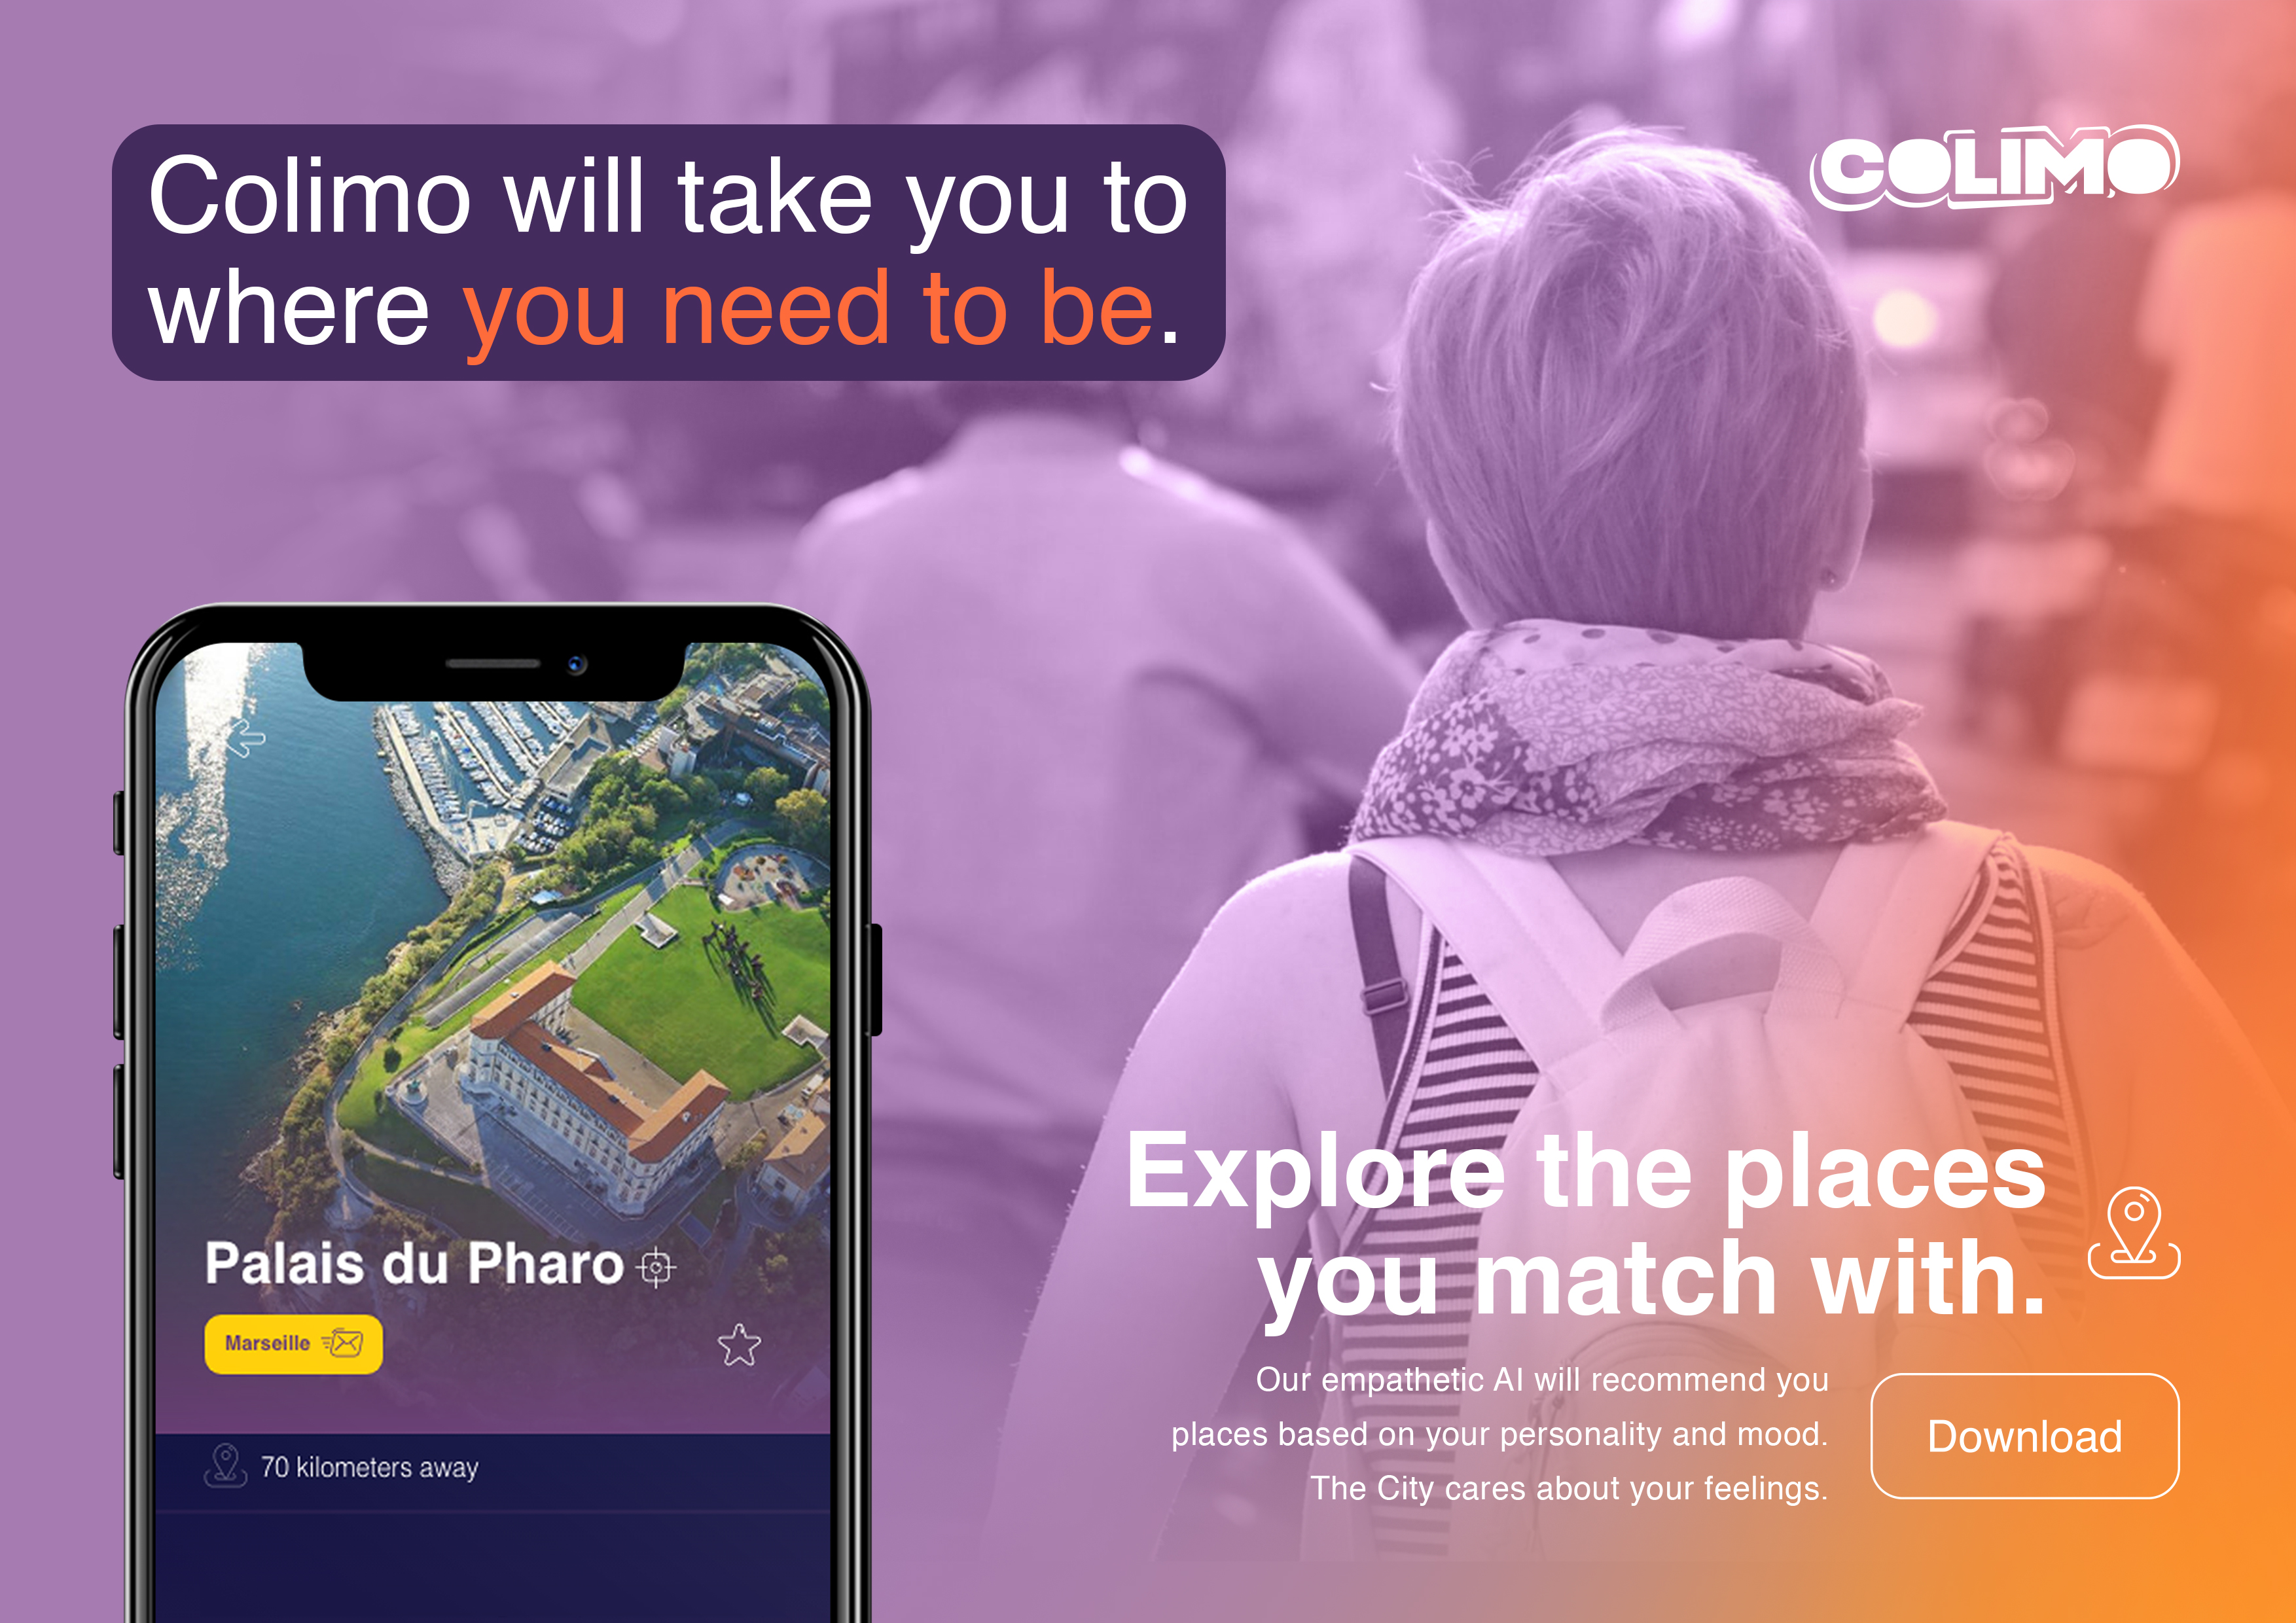 Colimo will take you to
where you need to be.
COLIMO
Palais du Pharo
Marseille
70 kilometers away
Explore the places
you match with.
Our empathetic AI will recommend you
places based on your personality and mood.
The City cares about your feelings.
Download